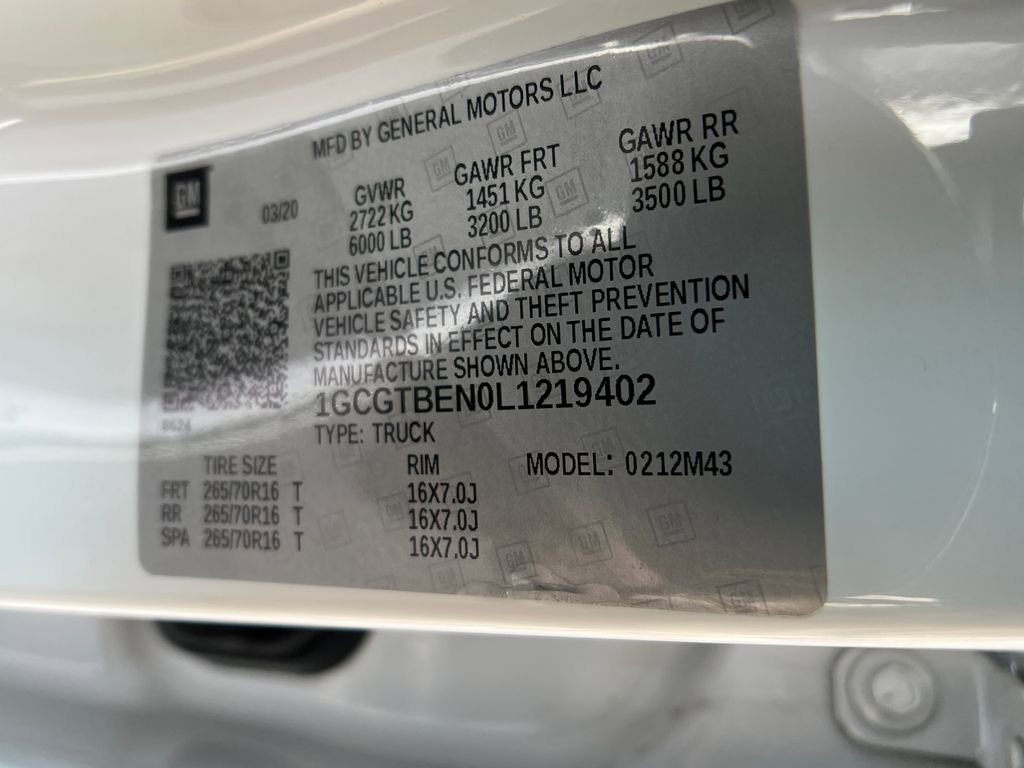 MFD BY GENERAL MOTORS LLC
GM
03/20
GVWR GAWR FRT GAWR RR
2722 KG 1451 KG 1588 KG
6000 LB 3200 LB 3500 LB
THIS VEHICLE CONFORMS TO ALL
APPLICABLE U.S. FEDERAL MOTOR
VEHICLE SAFETY AND THEFT PREVENTION
STANDARDS IN EFFECT ON THE DATE OF
MANUFACTURE SHOWN ABOVE.
1GCGTBEN0L1219402
8624
TYPE: TRUCK
TIRE SIZE RIM MODEL: 0212M43
FRT 265/70R16 T 16X7.0J
RR 265/70R16 T 16X7.0J
SPA 265/70R16 T 16X7.0J